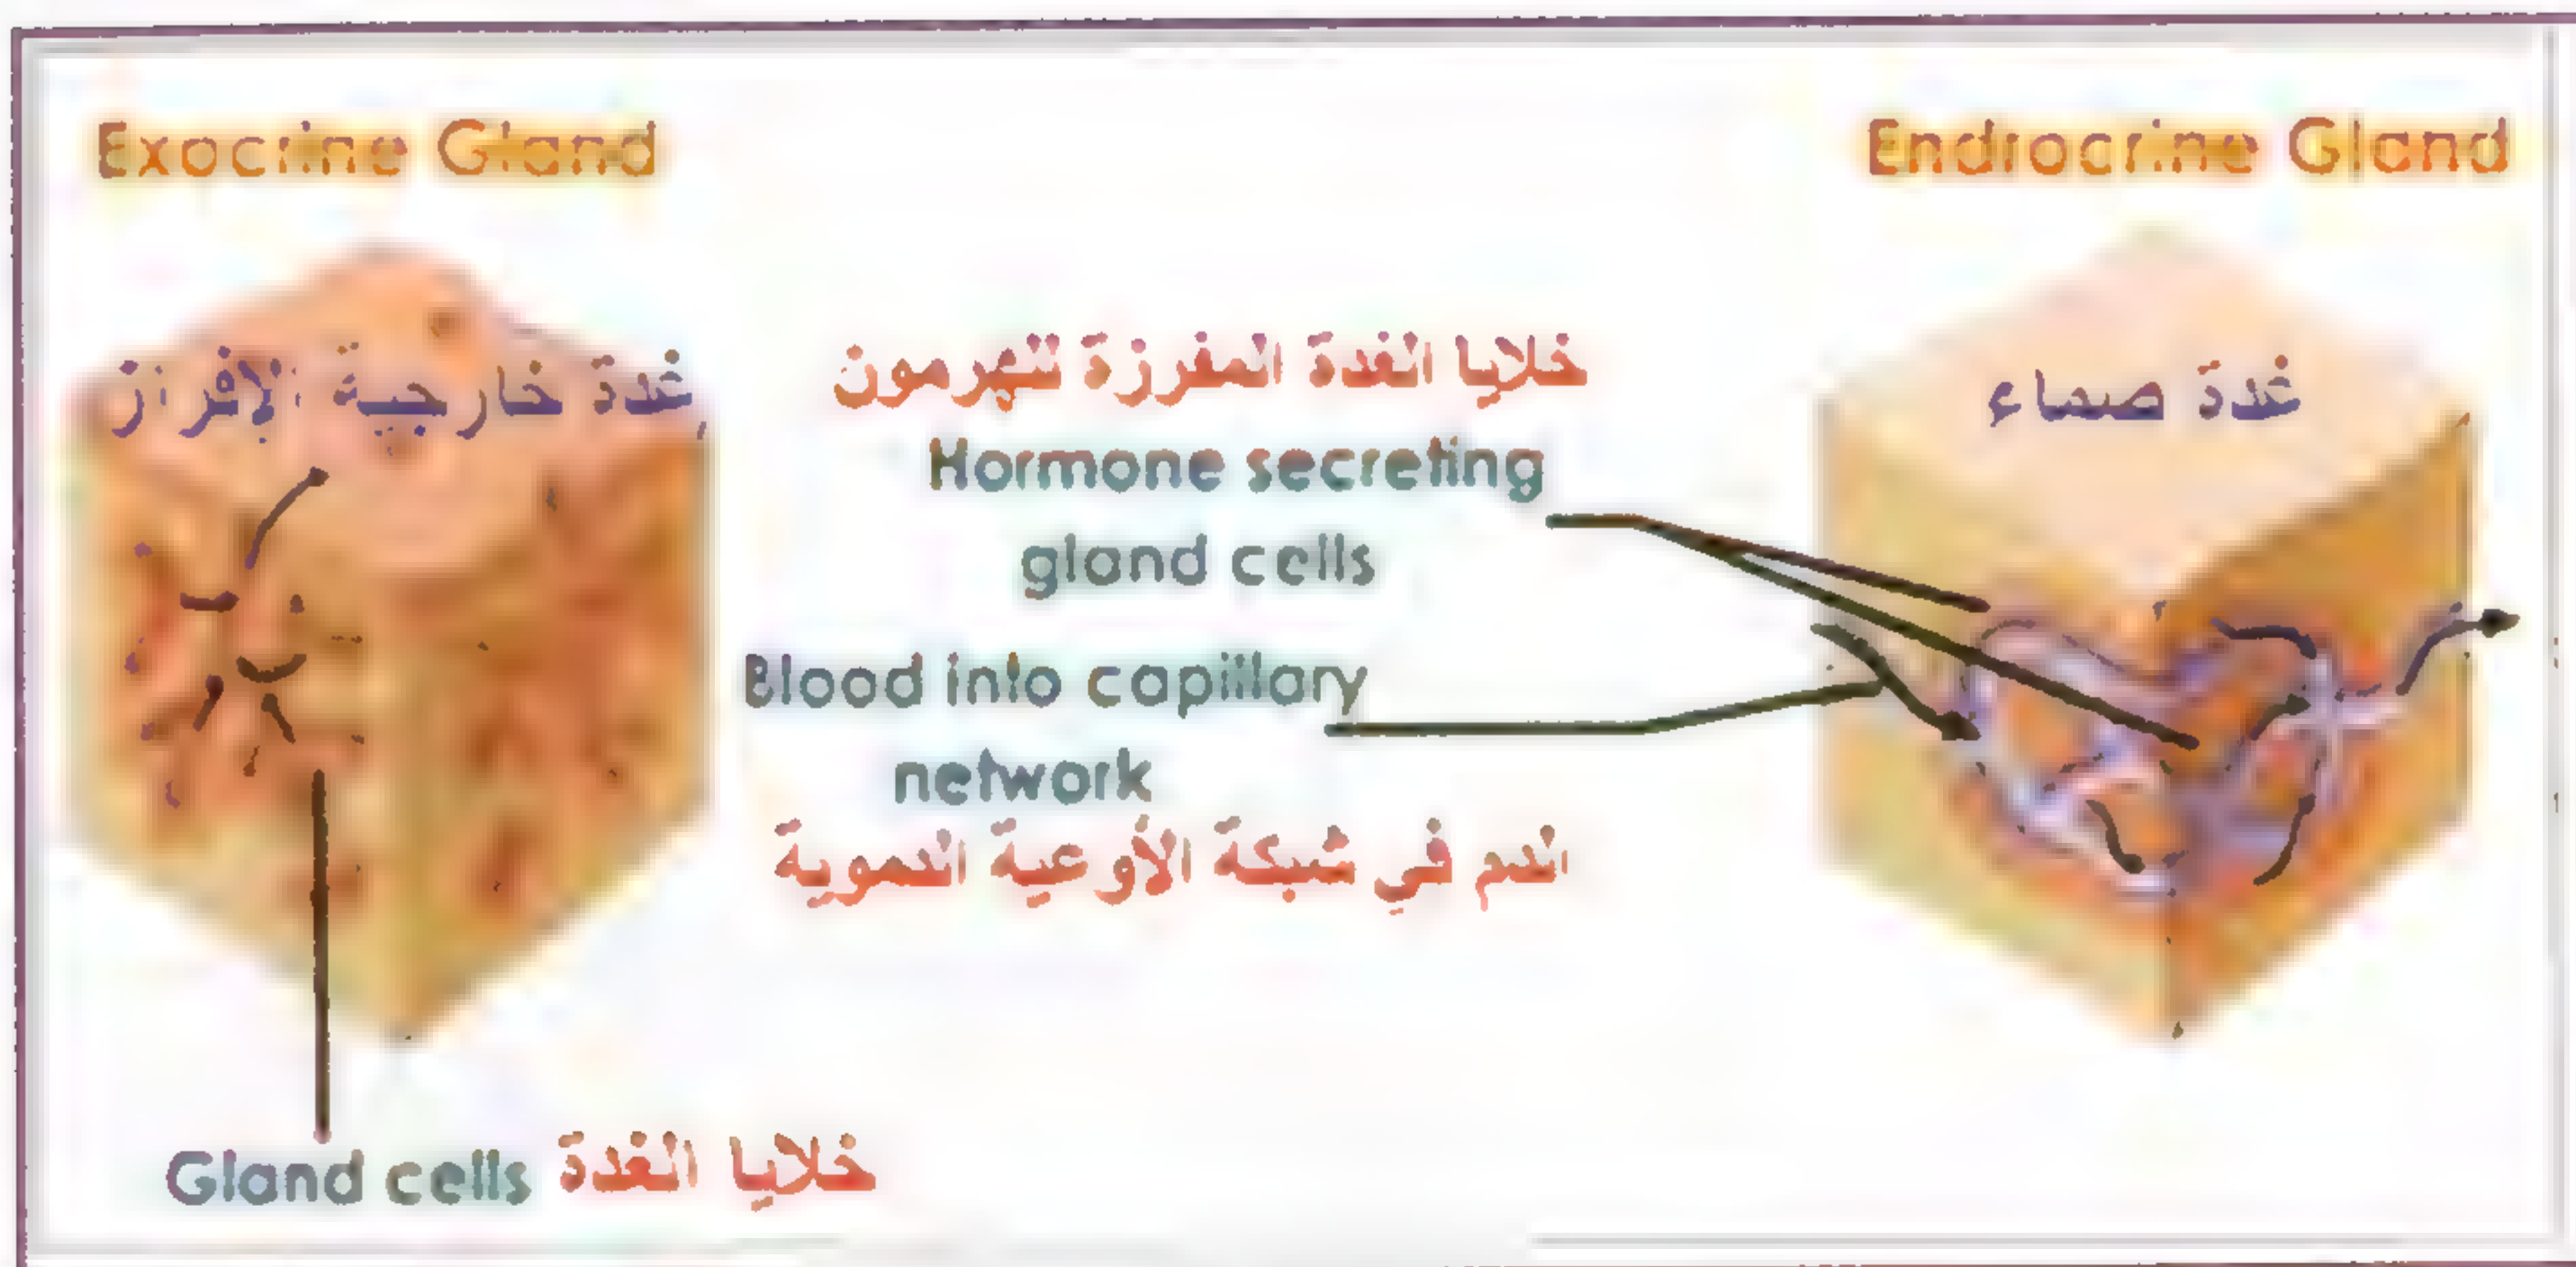 Exocrine Gland
Endrocrine Gland
غدة خارجية الإفراز
خلايا الغدة المفرزة للهرمون
Hormone secreting
gland cells
غدة صماء
Blood into capillary
network
الدم في شبكة الأوعية الدموية
Gland cells خلايا الغدة